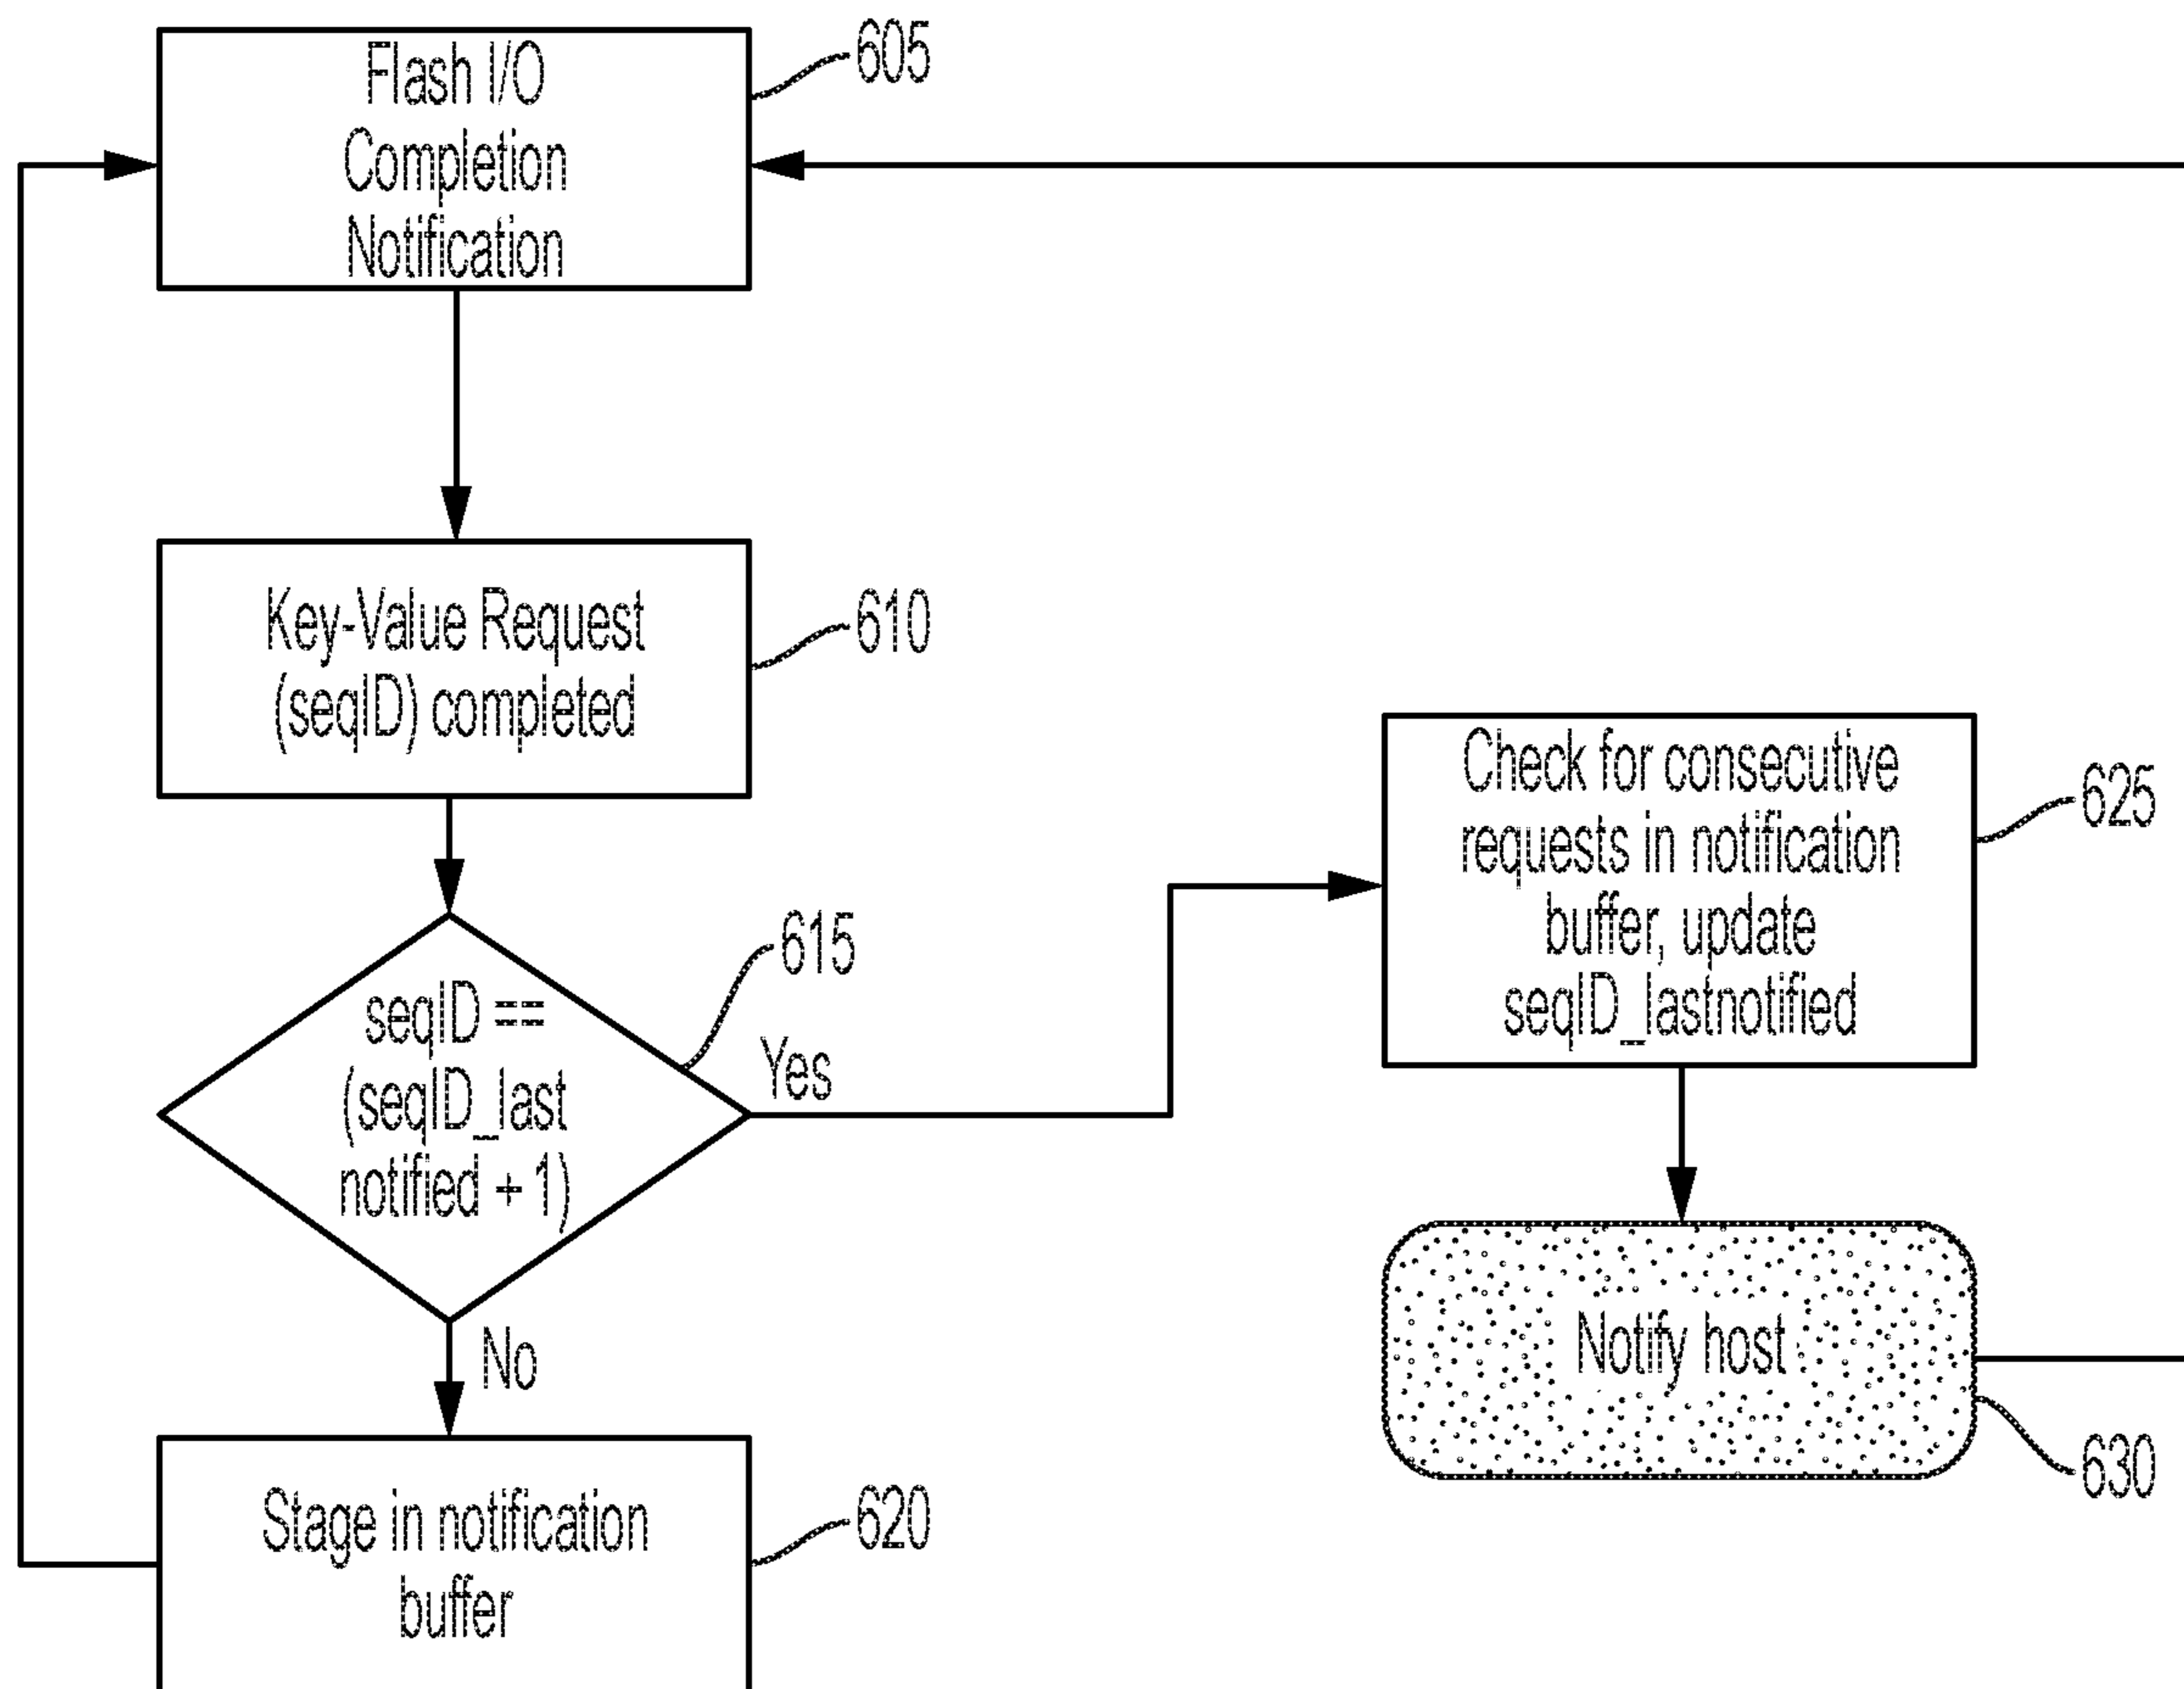 Flash I/O
Completion
Notification
605
Key-Value Request
(seqID) completed
610
seqID ==
(seqID_last
notified + 1)
615
Yes
No
Stage in notification
buffer
620
Check for consecutive
requests in notification
buffer, update
seqID_lastnotified
625
Notify host
630